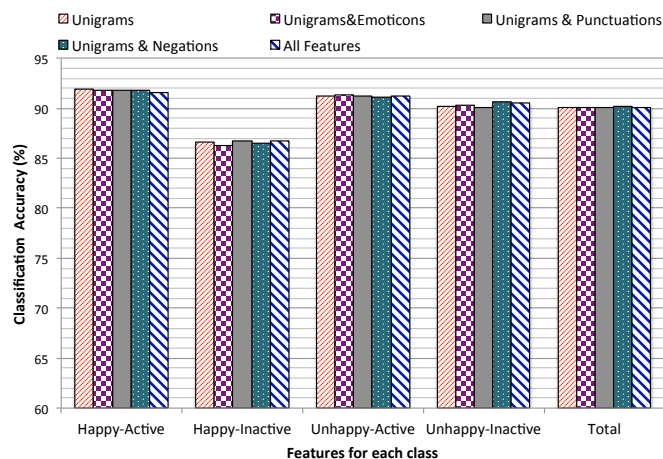 Unigrams Unigrams&Emoticons Unigrams & Punctuations
Unigrams & Negations All Features
95
90
85
80
75
70
65
60
Classification Accuracy (%)
Happy-Active Happy-Inactive Unhappy-Active Unhappy-Inactive Total
Features for each class